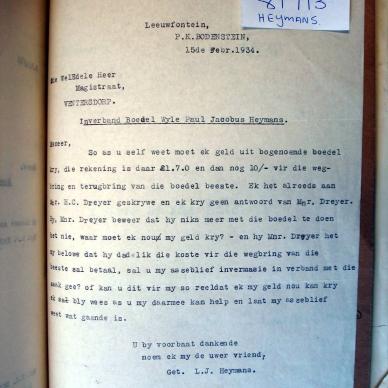 81/113
HEYMANS
Leeuwfontein,
P.K. BODENSTEIN,
15de Febr. 1934.
Die WelEdele Heer
Magistraat,
VENTERSDORP.
Inverband Boedel Wyle Paul Jacobus Heymans.
Meneer,
So as u self weet moet ek geld uit bogenoemde boedel
kry, die rekening is daar £1.7.0 en dan nog 10/- vir die weg-
bring en terugbring van die boedel beeste. Ek het alroeds aan
Mnr. H.C. Dreyer geskrywe en ek kry geen antwoord van Mnr. Dreyer.
Mnr. Dreyer beweer dat hy niks meer met die boedel te doen
het nie, waar moet ek nou my geld kry? - en hy Mnr. Dreyer het
my belowe dat hy dadelik die koste vir die wegbring van die
beeste sal betaal, sal u my asseblief invermasie in verband met die
saak gee? of kan u dit vir my so reeldat ek my geld nou kan kry
ek sal bly wees as u my daarmee kan help en laat my asseblief
weet wat gaande is.
U by voorbaat dankende
noem ek my de uwer vriend,
Get. L.J. Heymans.